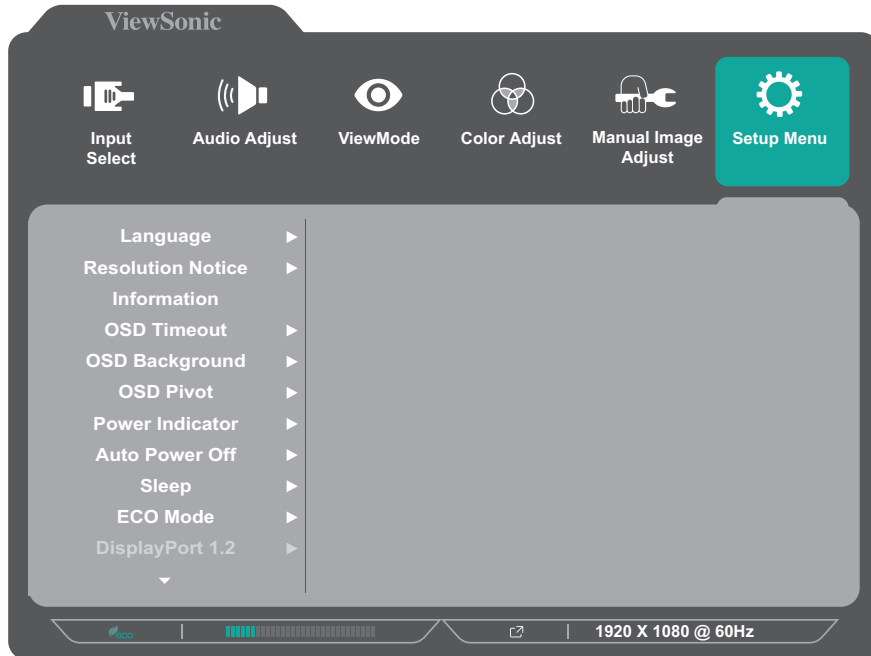 ViewSonic
Input Select
Audio Adjust
ViewMode
Color Adjust
Manual Image Adjust
Setup Menu
Language
Resolution Notice
Information
OSD Timeout
OSD Background
OSD Pivot
Power Indicator
Auto Power Off
Sleep
ECO Mode
DisplayPort 1.2
eco
1920 X 1080 @ 60Hz